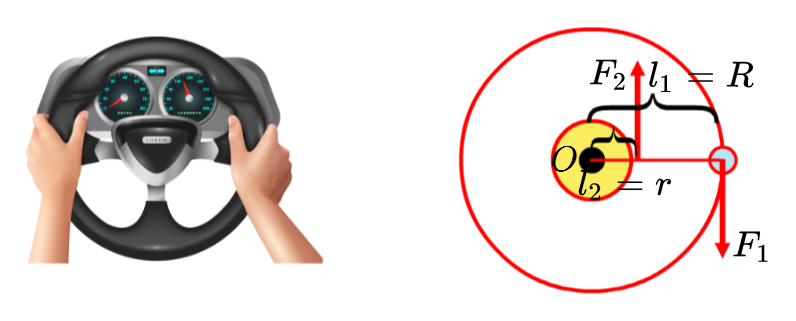 F₂
l₁ = R
O
l₂ = r
F₁